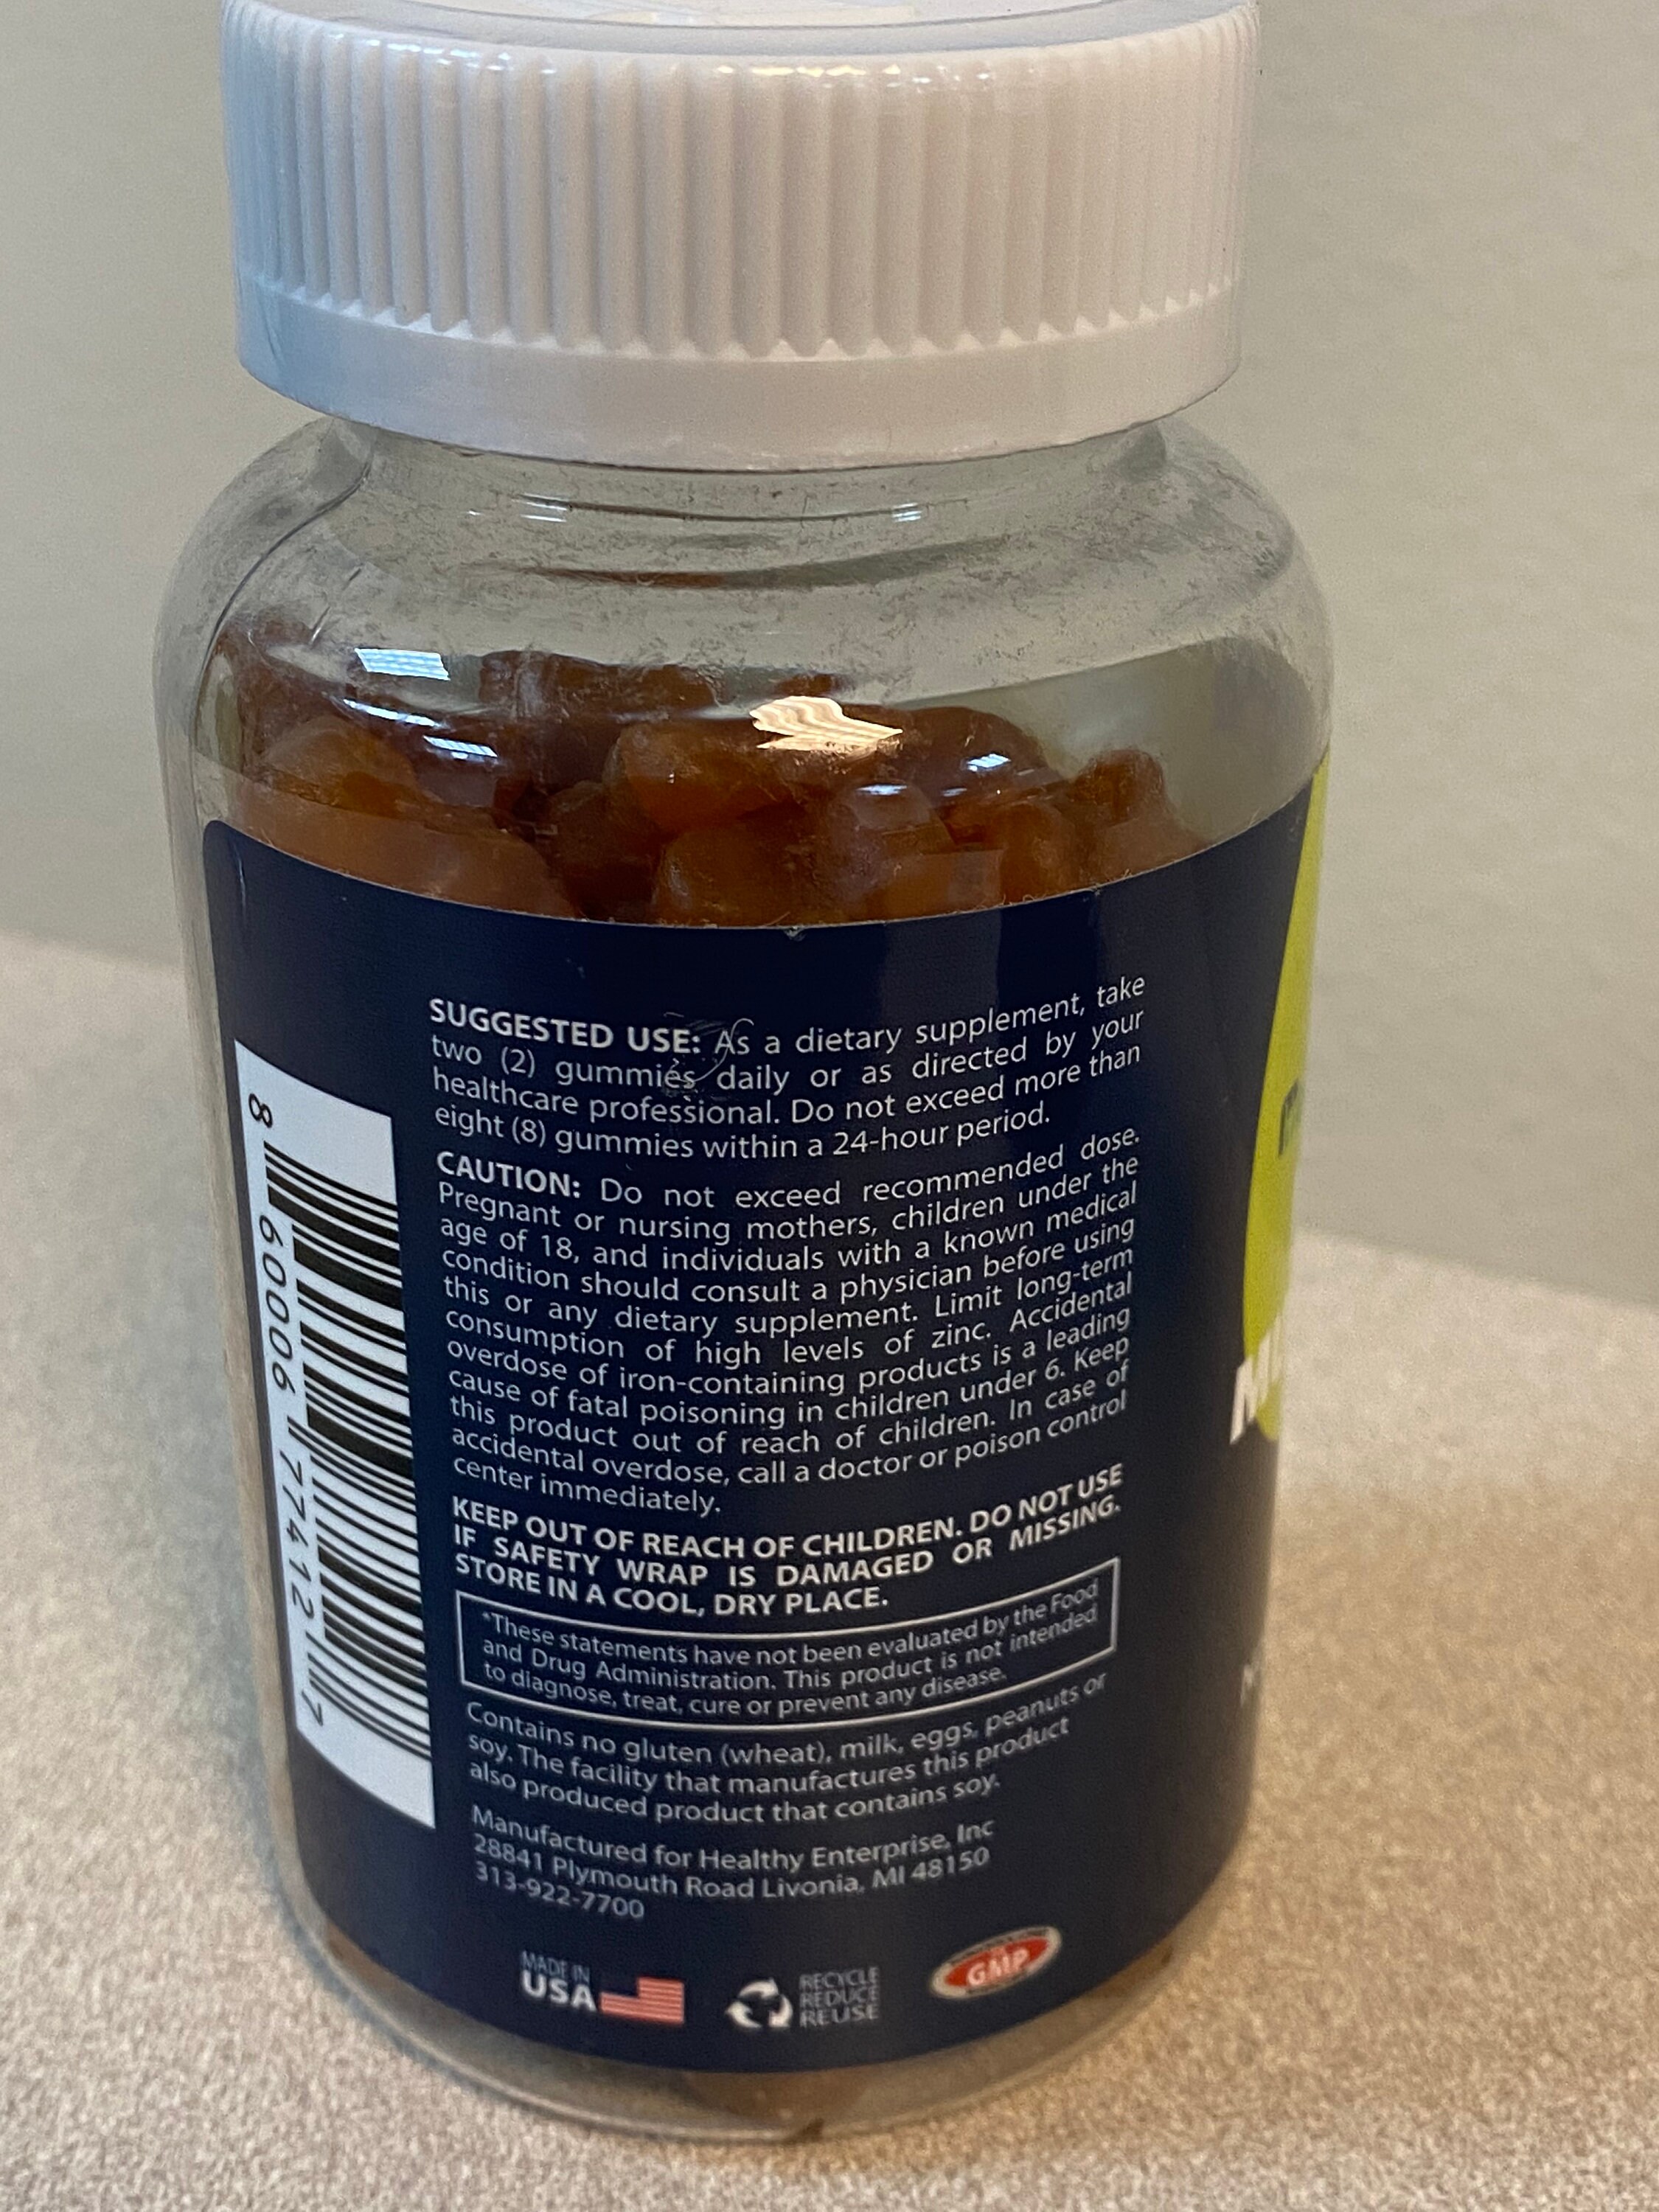 SUGGESTED USE: As a dietary supplement, take
two (2) gummies daily or as directed by your
healthcare professional. Do not exceed more than
eight (8) gummies within a 24-hour period.
CAUTION: Do not exceed recommended dose.
Pregnant or nursing mothers, children under the
age of 18, and individuals with a known medical
condition should consult a physician before using
this or any dietary supplement. Limit long-term
consumption of high levels of zinc. Accidental
overdose of iron-containing products is a leading
cause of fatal poisoning in children under 6. Keep
this product out of reach of children. In case of
accidental overdose, call a doctor or poison control
center immediately.
KEEP OUT OF REACH OF CHILDREN. DO NOT USE
IF SAFETY WRAP IS DAMAGED OR MISSING.
STORE IN A COOL, DRY PLACE.
*These statements have not been evaluated by the Food
and Drug Administration. This product is not intended
to diagnose, treat, cure or prevent any disease.
Contains no gluten (wheat), milk, eggs, peanuts or
soy. The facility that manufactures this product
also produced product that contains soy.
Manufactured for Healthy Enterprise, Inc
28841 Plymouth Road Livonia, MI 48150
313-922-7700
MADE IN
USA
RECYCLE
REDUCE
REUSE
GMP
8 60006 77412 7